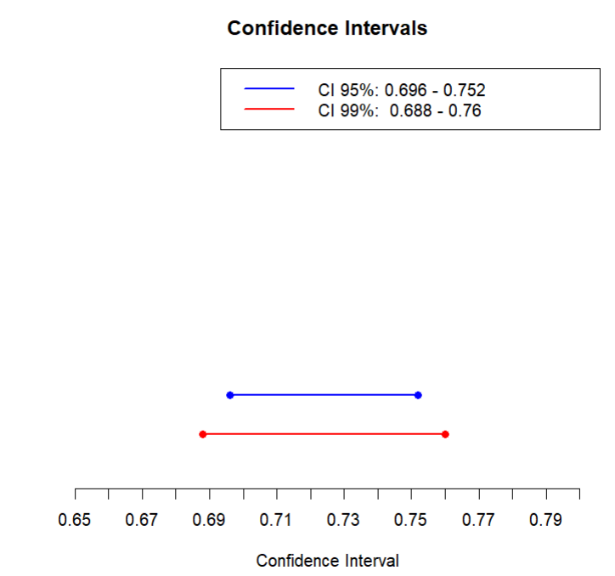 Confidence Intervals
CI 95%: 0.696 - 0.752
CI 99%: 0.688 - 0.76
0.65 0.67 0.69 0.71 0.73 0.75 0.77 0.79
Confidence Interval